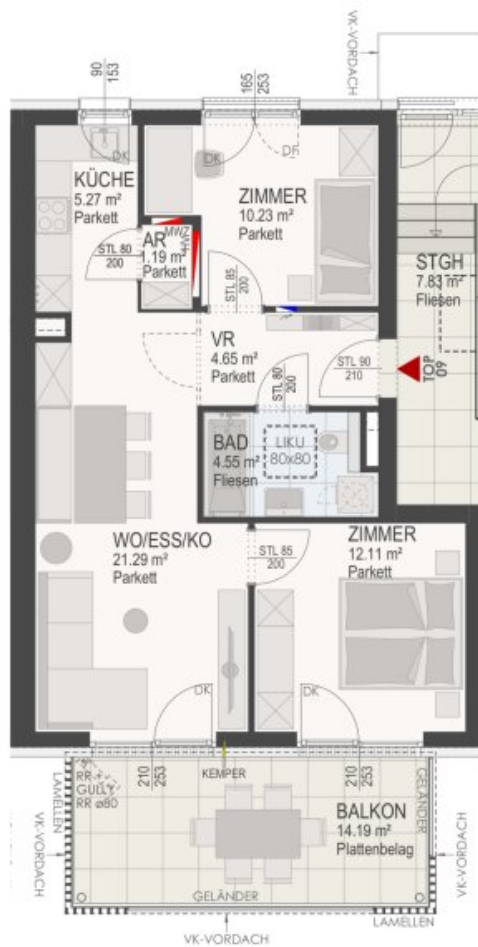 VK-VORDACH
90
153
165
253
DK
DK
DF
KÜCHE
5.27 m²
Parkett
ZIMMER
10.23 m²
Parkett
STL 80
200
AR
MWZ
1.19 m²
Parkett
STL 85
200
STGH
7.83 m²
Fliesen
VR
4.65 m²
Parkett
STL 80
200
STL 90
210
TOP
09
BAD
4.55 m²
Fliesen
LIKU
80x80
WO/ESS/KO
21.29 m²
Parkett
STL 85
200
ZIMMER
12.11 m²
Parkett
DK
DK
210
253
KEMPER
210
253
RR +
GULLY
RR ø80
LAMELLEN
VK-VORDACH
BALKON
14.19 m²
Plattenbelag
GELÄNDER
VK-VORDACH
GELÄNDER
LAMELLEN
VK-VORDACH